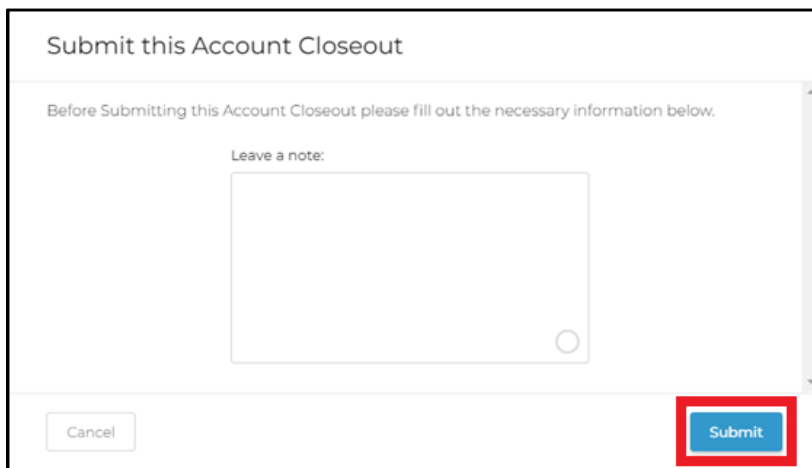 Submit this Account Closeout
Before Submitting this Account Closeout please fill out the necessary information below.
Leave a note:
Cancel
Submit